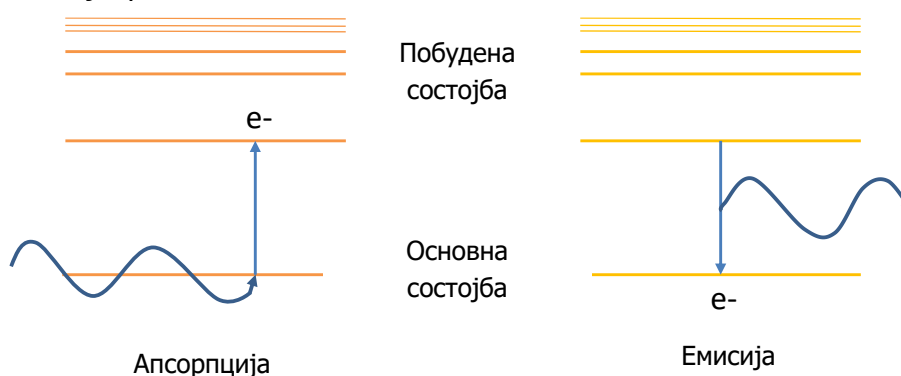 Побудена
состојба
e-
Основна
состојба
e-
Апсорпција
Емисија